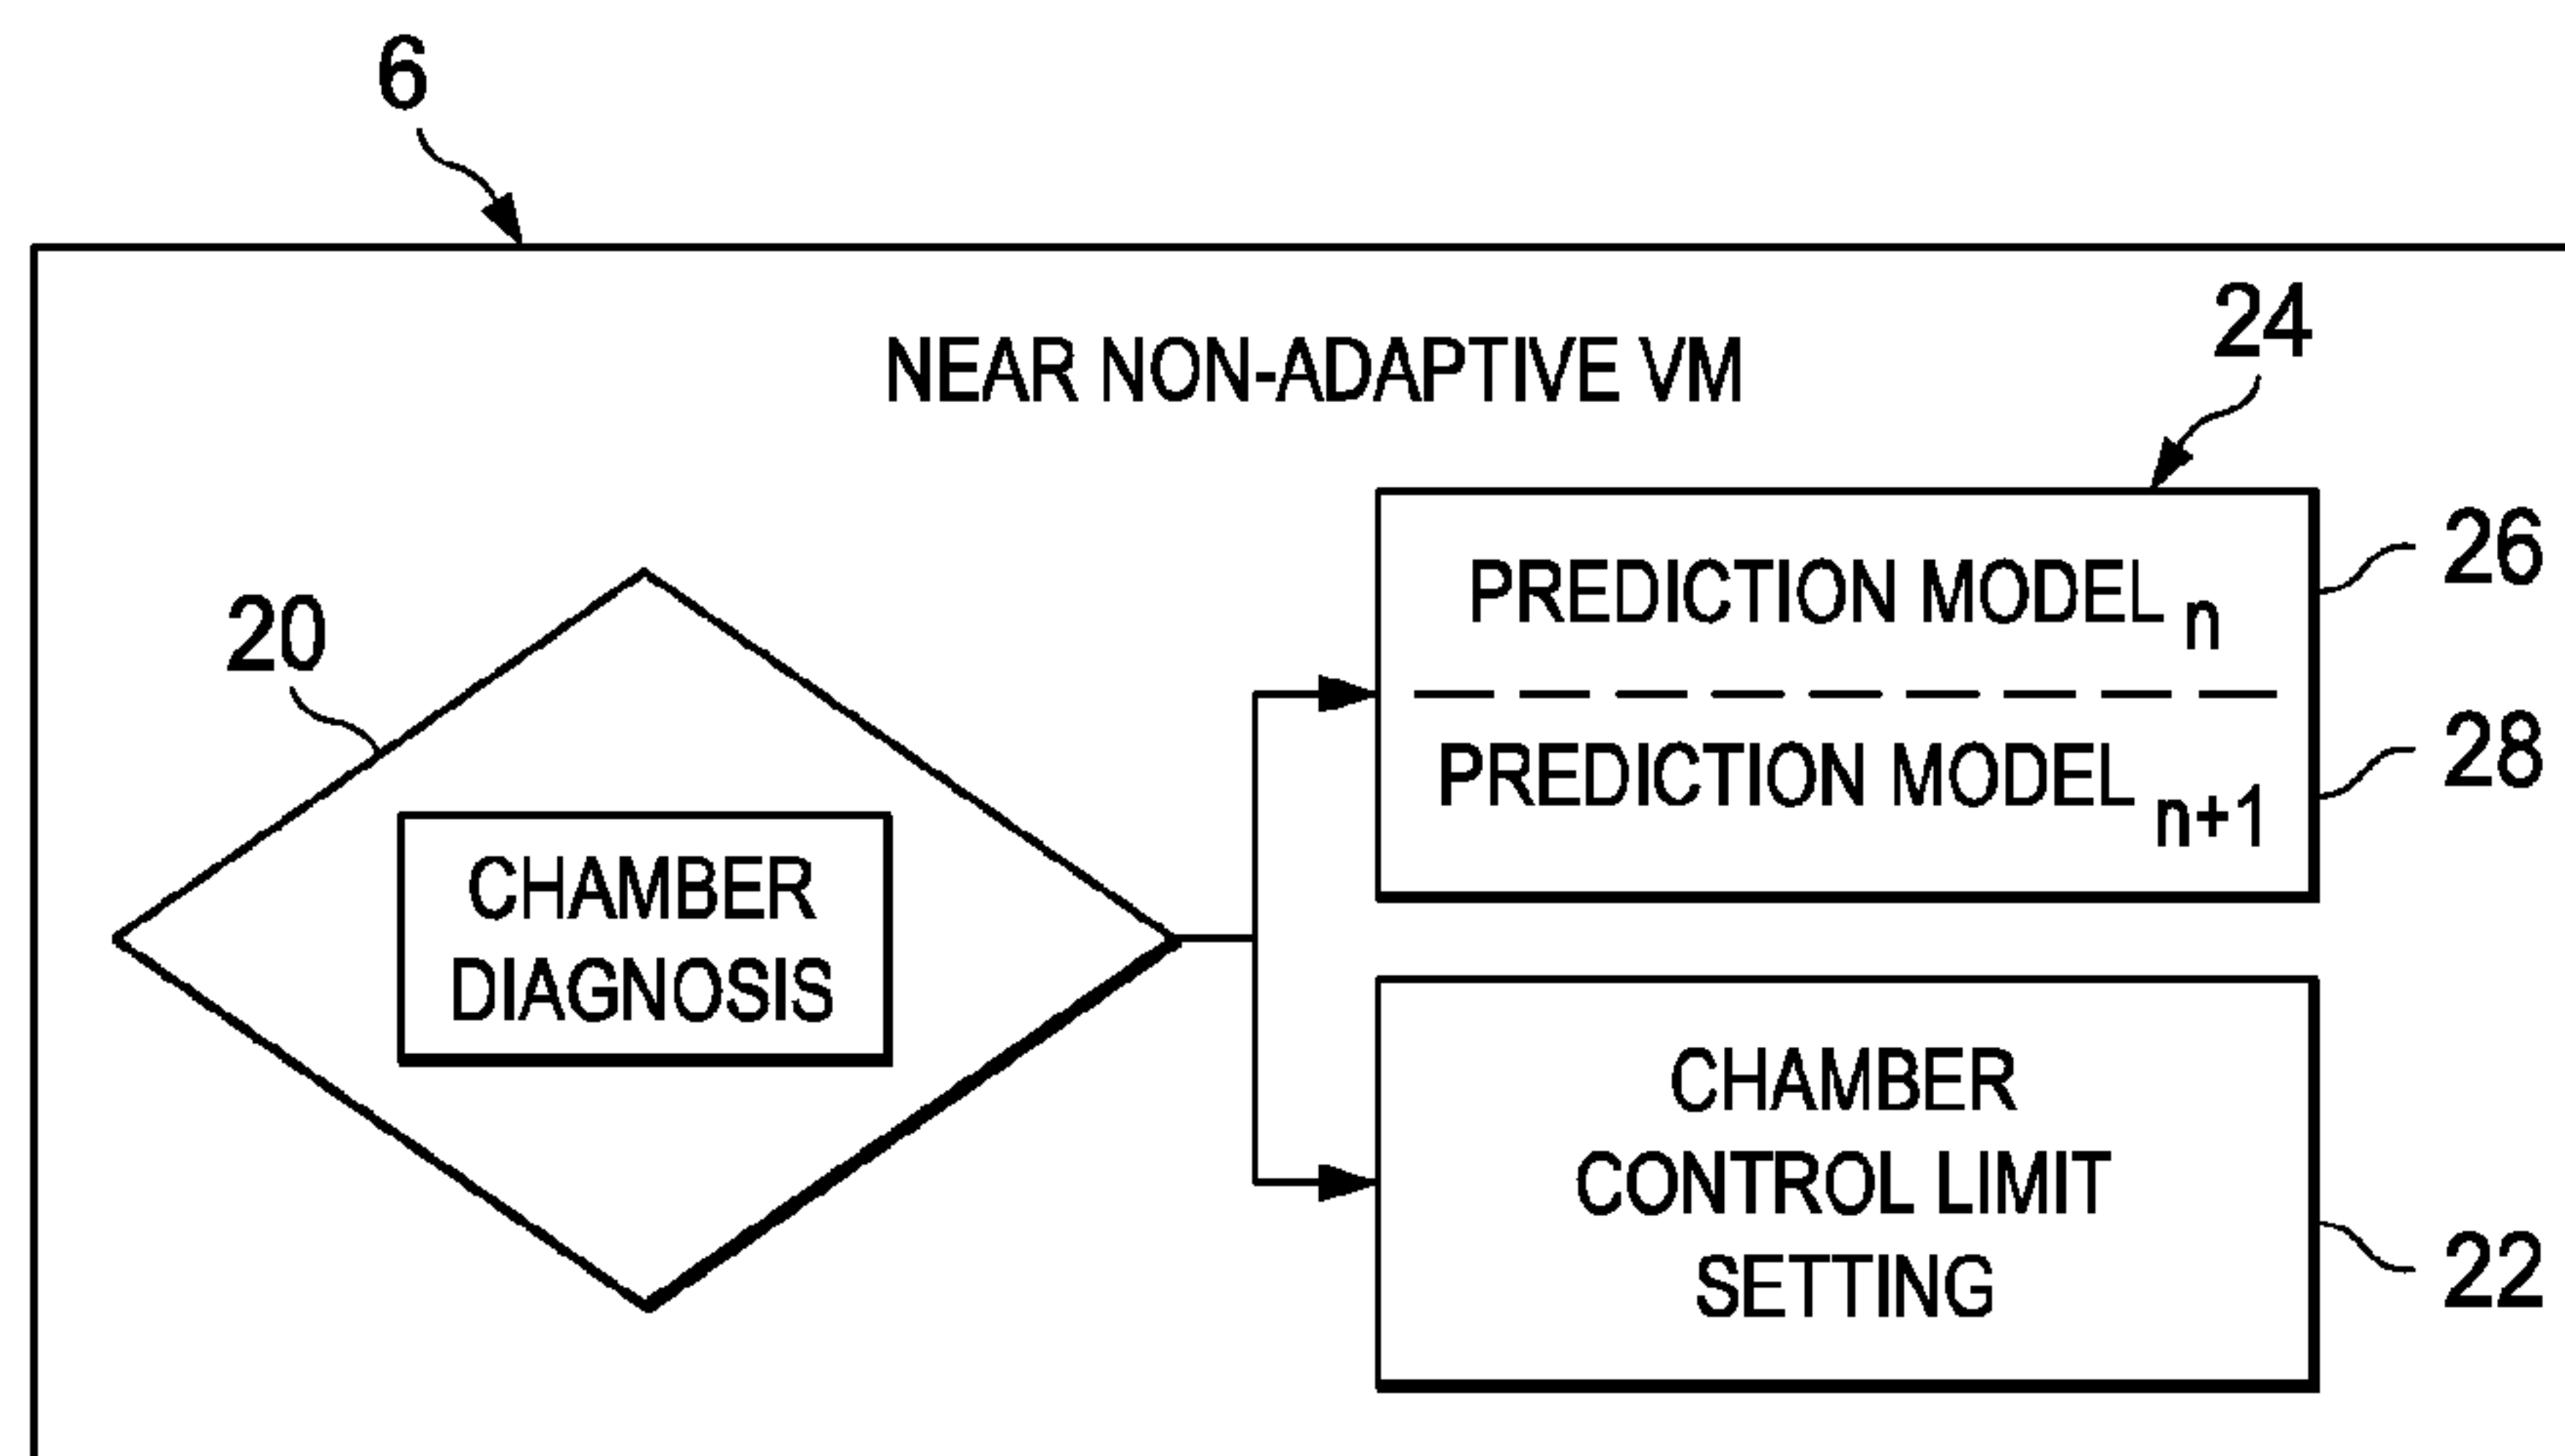 6
NEAR NON-ADAPTIVE VM
24
PREDICTION MODEL n
26
20
PREDICTION MODEL n+1
28
CHAMBER
DIAGNOSIS
CHAMBER
CONTROL LIMIT
SETTING
22